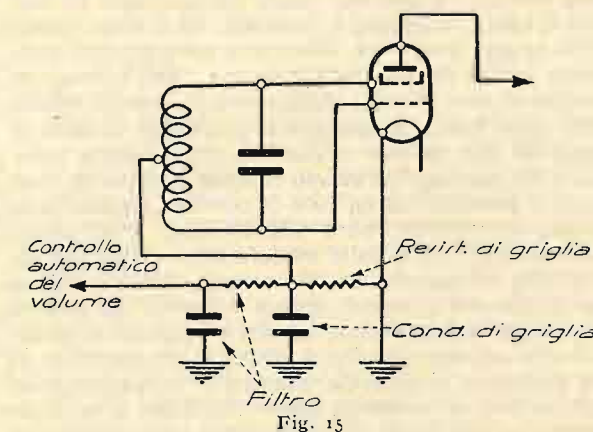 Controllo
automatico
del
volume
Resist. di griglia
Cond. di griglia
Filtro
Fig. 15